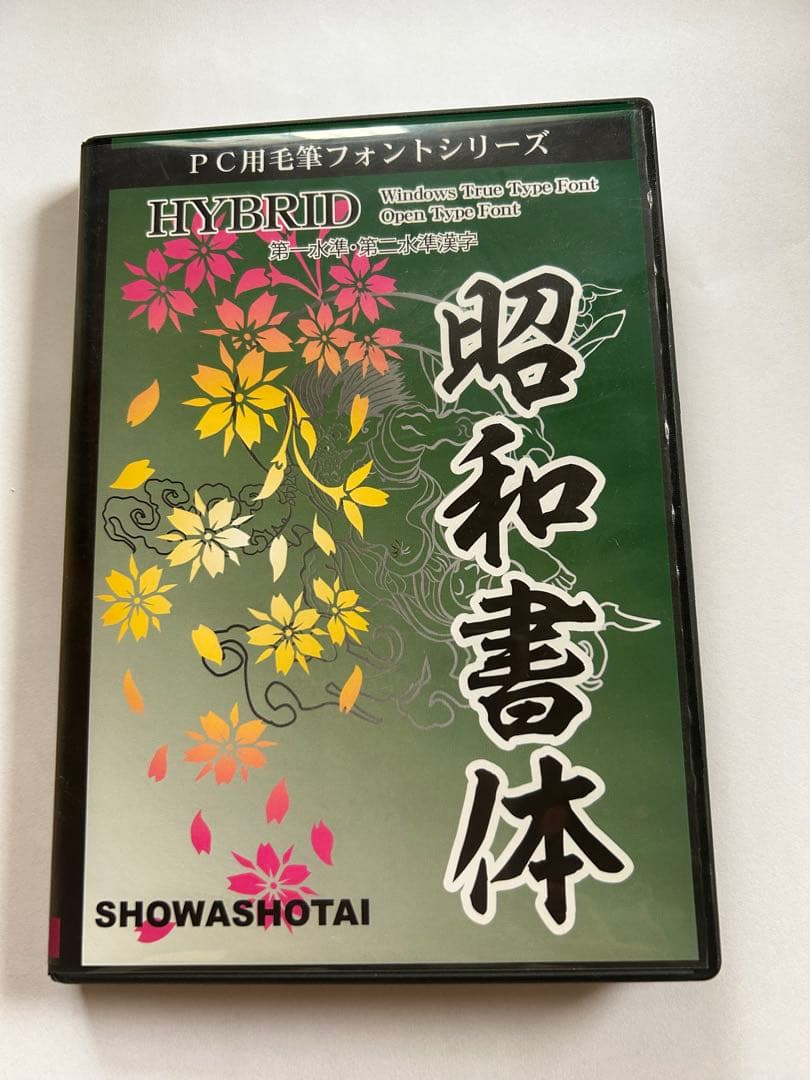 PC用毛筆フォントシリーズ
HYBRID
Windows True Type Font
Open Type Font
第一水準・第二水準漢字
昭和書体
SHOWASHOTAI